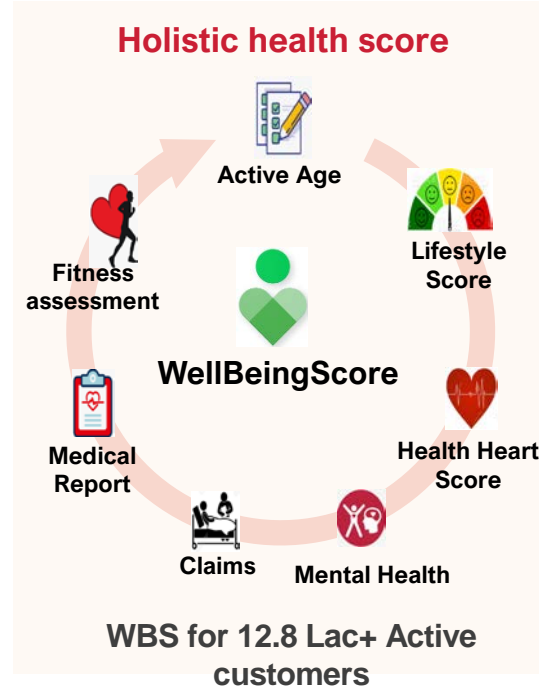 Holistic health score
Active Age
Lifestyle
Score
Fitness
assessment
WellBeingScore
Health Heart
Score
Medical
Report
Claims
Mental Health
WBS for 12.8 Lac+ Active
customers